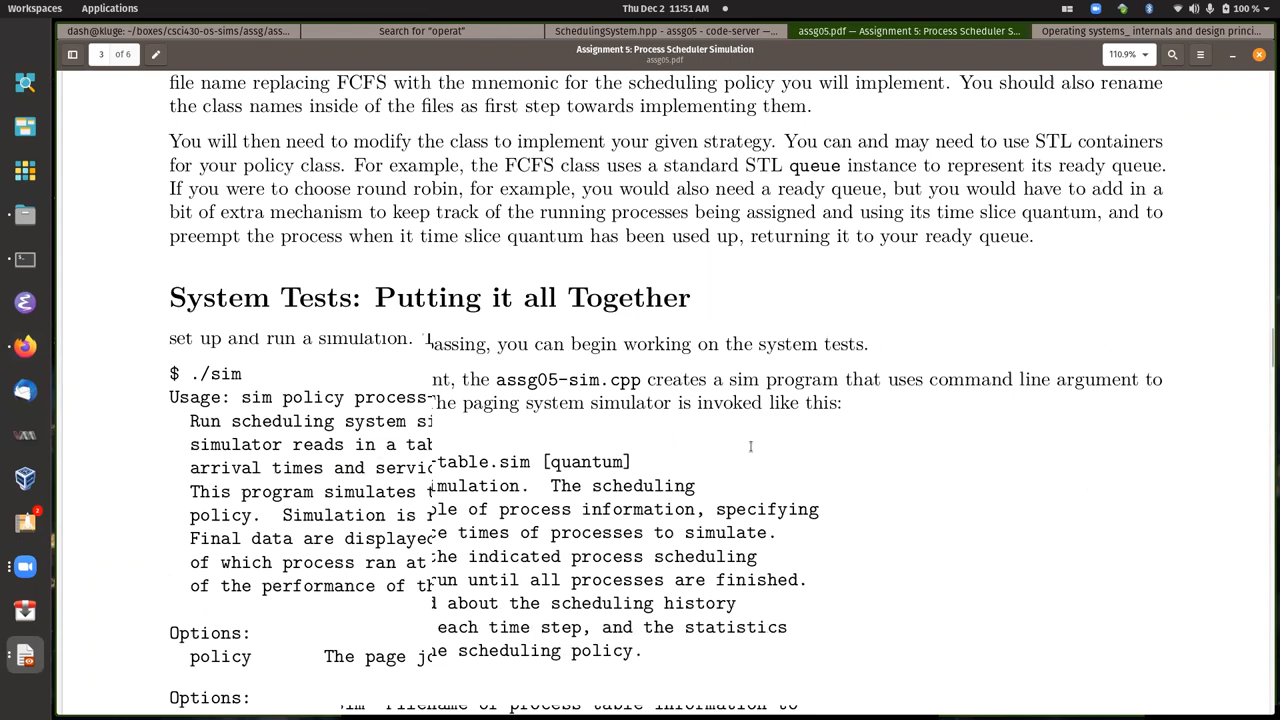 Workspaces Applications Thu Dec 2 11:51 AM 100 %
dash@kluge: ~/boxes/csci430-os-sims/assg/ass... Search for "operat" SchedulingSystem.hpp - assg05 - code-server —... assg05.pdf — Assignment 5: Process Scheduler S... Operating systems_ internals and design princi...
3 of 6 Assignment 5: Process Scheduler Simulation 110.9%
assg05.pdf
file name replacing FCFS with the mnemonic for the scheduling policy you will implement. You should also rename
the class names inside of the files as first step towards implementing them.
You will then need to modify the class to implement your given strategy. You can and may need to use STL containers
for your policy class. For example, the FCFS class uses a standard STL queue instance to represent its ready queue.
If you were to choose round robin, for example, you would also need a ready queue, but you would have to add in a
bit of extra mechanism to keep track of the running processes being assigned and using its time slice quantum, and to
preempt the process when it time slice quantum has been used up, returning it to your ready queue.
System Tests: Putting it all Together
set up and run a simulation.
assing, you can begin working on the system tests.
$ ./sim
nt, the assg05-sim.cpp creates a sim program that uses command line argument to
Usage: sim policy process-
he paging system simulator is invoked like this:
Run scheduling system si
simulator reads in a tab
-table.sim [quantum]
arrival times and servic
imulation. The scheduling
This program simulates t
ole of process information, specifying
policy. Simulation is r
ce times of processes to simulate.
Final data are displayed
the indicated process scheduling
of which process ran at
run until all processes are finished.
of the performance of th
d about the scheduling history
each time step, and the statistics
Options:
policy The page jo
he scheduling policy.
Options:
sim Filename of process table information to
2